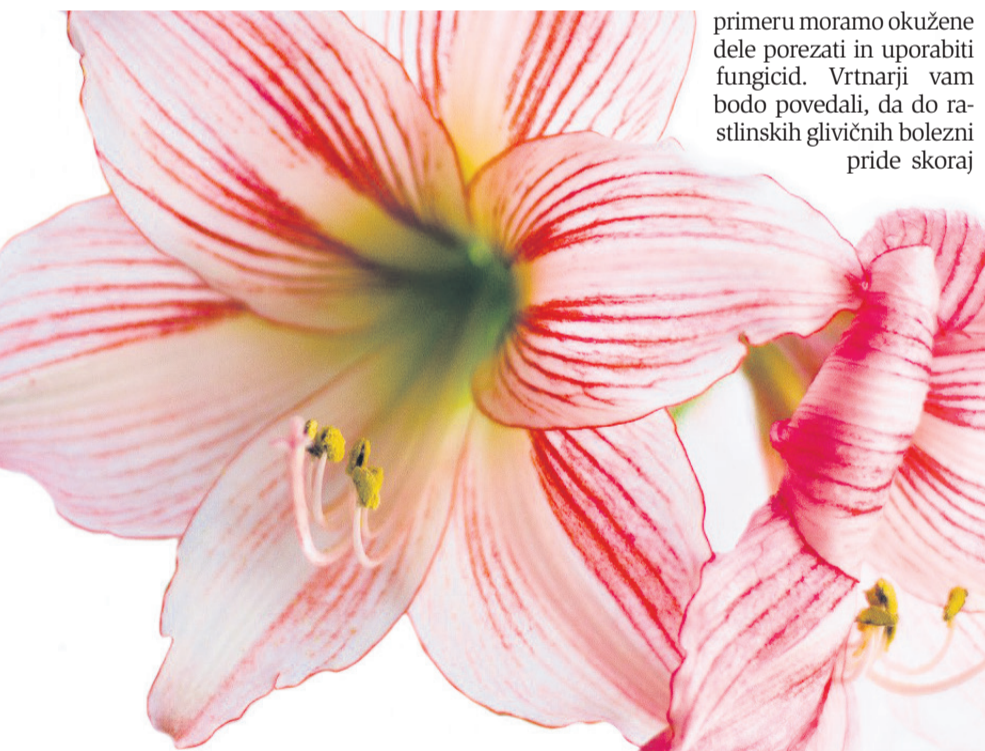 primeru moramo okužene
dele porezati in uporabiti
fungicid. Vrtnarji vam
bodo povedali, da do ra-
stlinskih glivičnih bolezni
pride skoraj